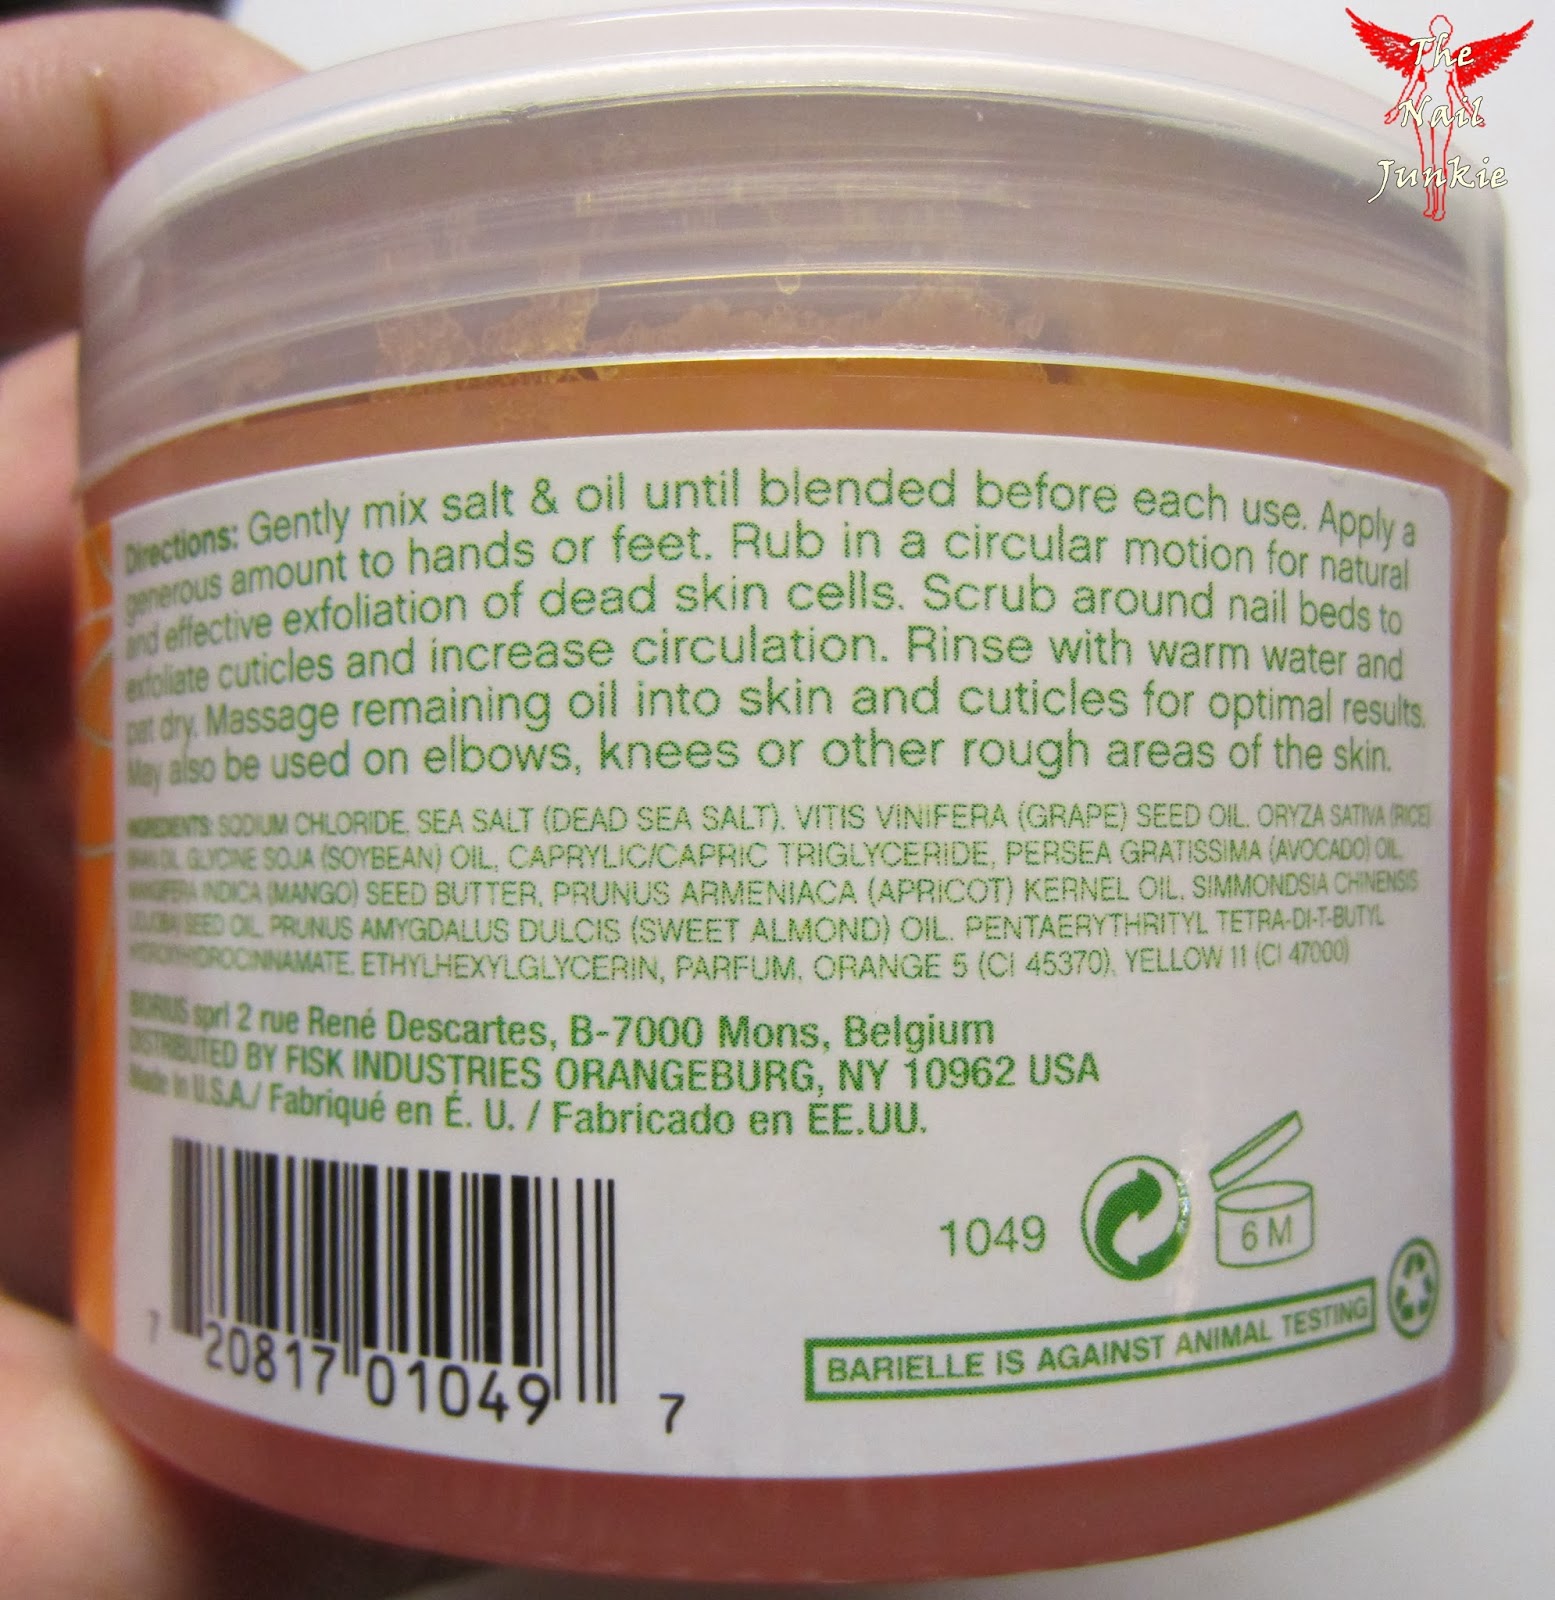 The
Nail
Junkie
Directions: Gently mix salt & oil until blended before each use. Apply a
generous amount to hands or feet. Rub in a circular motion for natural
and effective exfoliation of dead skin cells. Scrub around nail beds to
exfoliate cuticles and increase circulation. Rinse with warm water and
pat dry. Massage remaining oil into skin and cuticles for optimal results.
May also be used on elbows, knees or other rough areas of the skin.
INGREDIENTS: SODIUM CHLORIDE, SEA SALT (DEAD SEA SALT), VITIS VINIFERA (GRAPE) SEED OIL, ORYZA SATIVA (RICE)
BRAN OIL, GLYCINE SOJA (SOYBEAN) OIL, CAPRYLIC/CAPRIC TRIGLYCERIDE, PERSEA GRATISSIMA (AVOCADO) OIL,
MANGIFERA INDICA (MANGO) SEED BUTTER, PRUNUS ARMENIACA (APRICOT) KERNEL OIL, SIMMONDSIA CHINENSIS
(JOJOBA) SEED OIL, PRUNUS AMYGDALUS DULCIS (SWEET ALMOND) OIL, PENTAERYTHRITYL TETRA-DI-T-BUTYL
HYDROXYHYDROCINNAMATE, ETHYLHEXYLGLYCERIN, PARFUM, ORANGE 5 (CI 45370), YELLOW 11 (CI 47000)
BIORIUS sprl 2 rue René Descartes, B-7000 Mons, Belgium
DISTRIBUTED BY FISK INDUSTRIES ORANGEBURG, NY 10962 USA
Made in U.S.A./ Fabriqué en É. U. / Fabricado en EE.UU.
1049
6 M
BARIELLE IS AGAINST ANIMAL TESTING
7 20817 01049 7